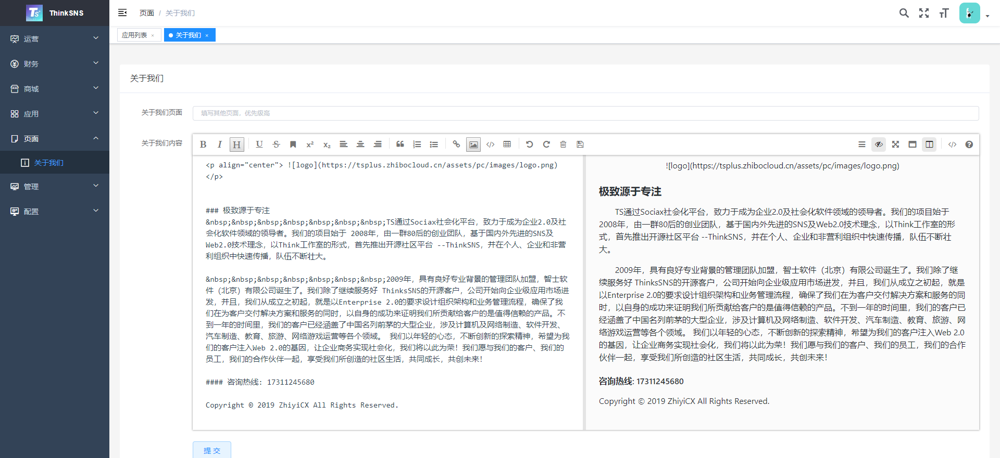 ThinkSNS
页面 / 关于我们
应用列表 ×
关于我们 ×
运营
财务
商城
应用
页面
关于我们
管理
配置
关于我们
关于我们页面
填写其他页面，优先级高
关于我们内容
<p align="center"> ![logo](https://tsplus.zhibocloud.cn/assets/pc/images/logo.png)
</p>
### 极致源于专注
&nbsp;&nbsp;&nbsp;&nbsp;&nbsp;&nbsp;&nbsp;TS通过Sociax社会化平台，致力于成为企业2.0及社
会化软件领域的领导者。我们的项目始于 2008年，由一群80后的创业团队，基于国内外先进的SNS及
Web2.0技术理念，以Think工作室的形式，首先推出开源社区平台 --ThinkSNS，并在个人、企业和非营
利组织中快速传播，队伍不断壮大。
&nbsp;&nbsp;&nbsp;&nbsp;&nbsp;&nbsp;&nbsp;2009年，具有良好专业背景的管理团队加盟，智士软
件（北京）有限公司诞生了。我们除了继续服务好 ThinksSNS的开源客户，公司开始向企业级应用市场进
发，并且，我们从成立之初起，就是以Enterprise 2.0的要求设计组织架构和业务管理流程，确保了我
们在为客户交付解决方案和服务的同时，以自身的成功来证明我们所贡献给客户的是值得信赖的产品。不
到一年的时间里，我们的客户已经涵盖了中国名列前茅的大型企业，涉及计算机及网络制造、软件开发、
汽车制造、教育、旅游、网络游戏运营等各个领域。 我们以年轻的心态，不断创新的探索精神，希望为我
们的客户注入Web 2.0的基因，让企业商务实现社会化，我们将以此为荣！我们愿与我们的客户、我们的
员工，我们的合作伙伴一起，享受我们所创造的社区生活，共同成长，共创未来！
#### 咨询热线: 17311245680
Copyright © 2019 ZhiyiCX All Rights Reserved.
![logo](https://tsplus.zhibocloud.cn/assets/pc/images/logo.png)
极致源于专注
TS通过Sociax社会化平台，致力于成为企业2.0及社会化软件领域的领导者。我们的项目始于
2008年，由一群80后的创业团队，基于国内外先进的SNS及Web2.0技术理念，以Think工作室的形
式，首先推出开源社区平台 --ThinkSNS，并在个人、企业和非营利组织中快速传播，队伍不断壮
大。
2009年，具有良好专业背景的管理团队加盟，智士软件（北京）有限公司诞生了。我们除了继
续服务好 ThinksSNS的开源客户，公司开始向企业级应用市场进发，并且，我们从成立之初起，就是
以Enterprise 2.0的要求设计组织架构和业务管理流程，确保了我们在为客户交付解决方案和服务的同
时，以自身的成功来证明我们所贡献给客户的是值得信赖的产品。不到一年的时间里，我们的客户已
经涵盖了中国名列前茅的大型企业，涉及计算机及网络制造、软件开发、汽车制造、教育、旅游、网
络游戏运营等各个领域。 我们以年轻的心态，不断创新的探索精神，希望为我们的客户注入Web 2.0
的基因，让企业商务实现社会化，我们将以此为荣！我们愿与我们的客户、我们的员工，我们的合作
伙伴一起，享受我们所创造的社区生活，共同成长，共创未来！
咨询热线: 17311245680
Copyright © 2019 ZhiyiCX All Rights Reserved.
提 交